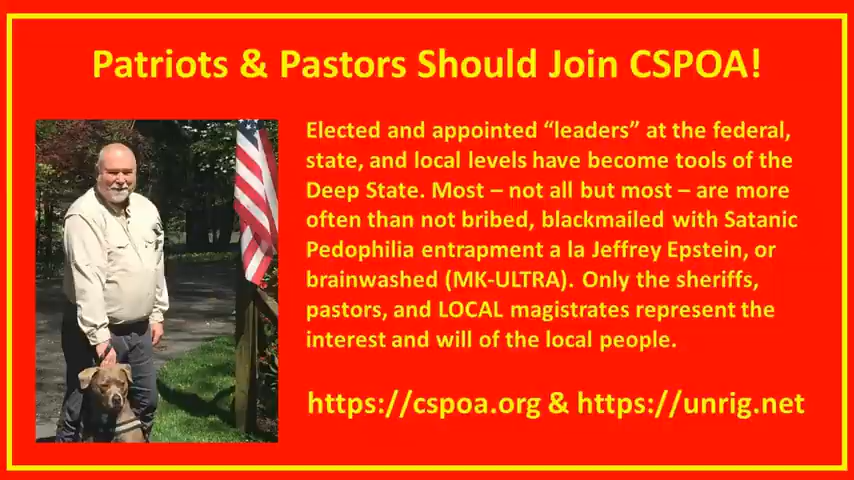 Patriots & Pastors Should Join CSPOA!
Elected and appointed “leaders” at the federal,
state, and local levels have become tools of the
Deep State. Most – not all but most – are more
often than not bribed, blackmailed with Satanic
Pedophilia entrapment a la Jeffrey Epstein, or
brainwashed (MK-ULTRA). Only the sheriffs,
pastors, and LOCAL magistrates represent the
interest and will of the local people.
https://cspoa.org & https://unrig.net